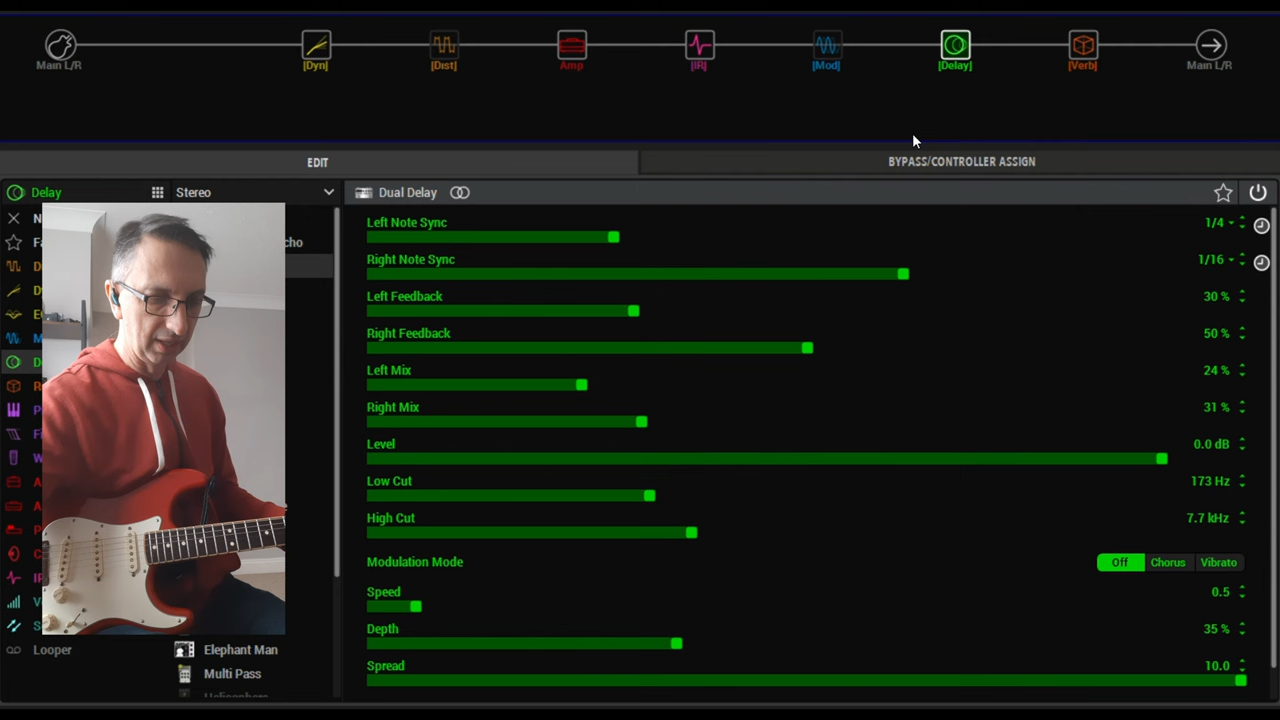 Main L/R
[Dyn]
[Dist]
Amp
[IR]
[Mod]
[Delay]
[Verb]
Main L/R
EDIT
BYPASS/CONTROLLER ASSIGN
Delay
Stereo
Dual Delay
Left Note Sync
1/4
Right Note Sync
1/16
Left Feedback
30 %
Right Feedback
50 %
Left Mix
24 %
Right Mix
31 %
Level
0.0 dB
Low Cut
173 Hz
High Cut
7.7 kHz
Modulation Mode
Off
Chorus
Vibrato
Speed
0.5
Depth
35 %
Spread
10.0
Looper
Elephant Man
Multi Pass